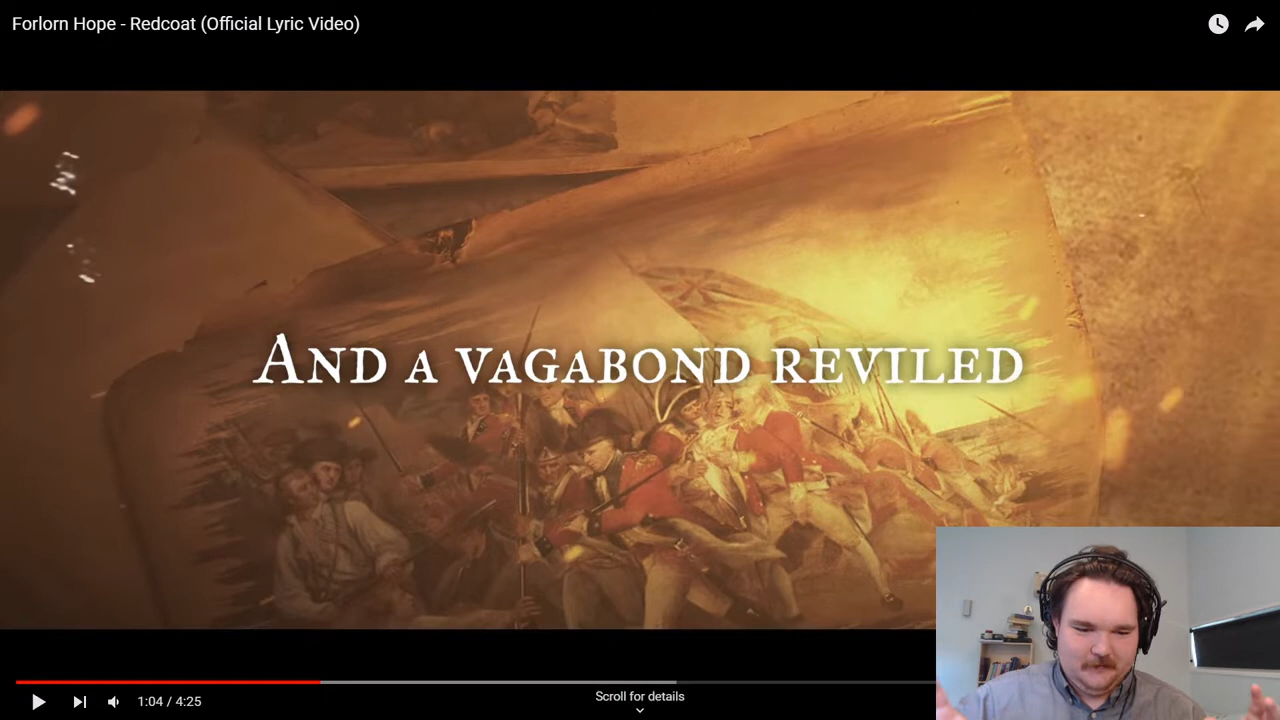 Forlorn Hope - Redcoat (Official Lyric Video)
And a vagabond reviled
1:04 / 4:25
Scroll for details